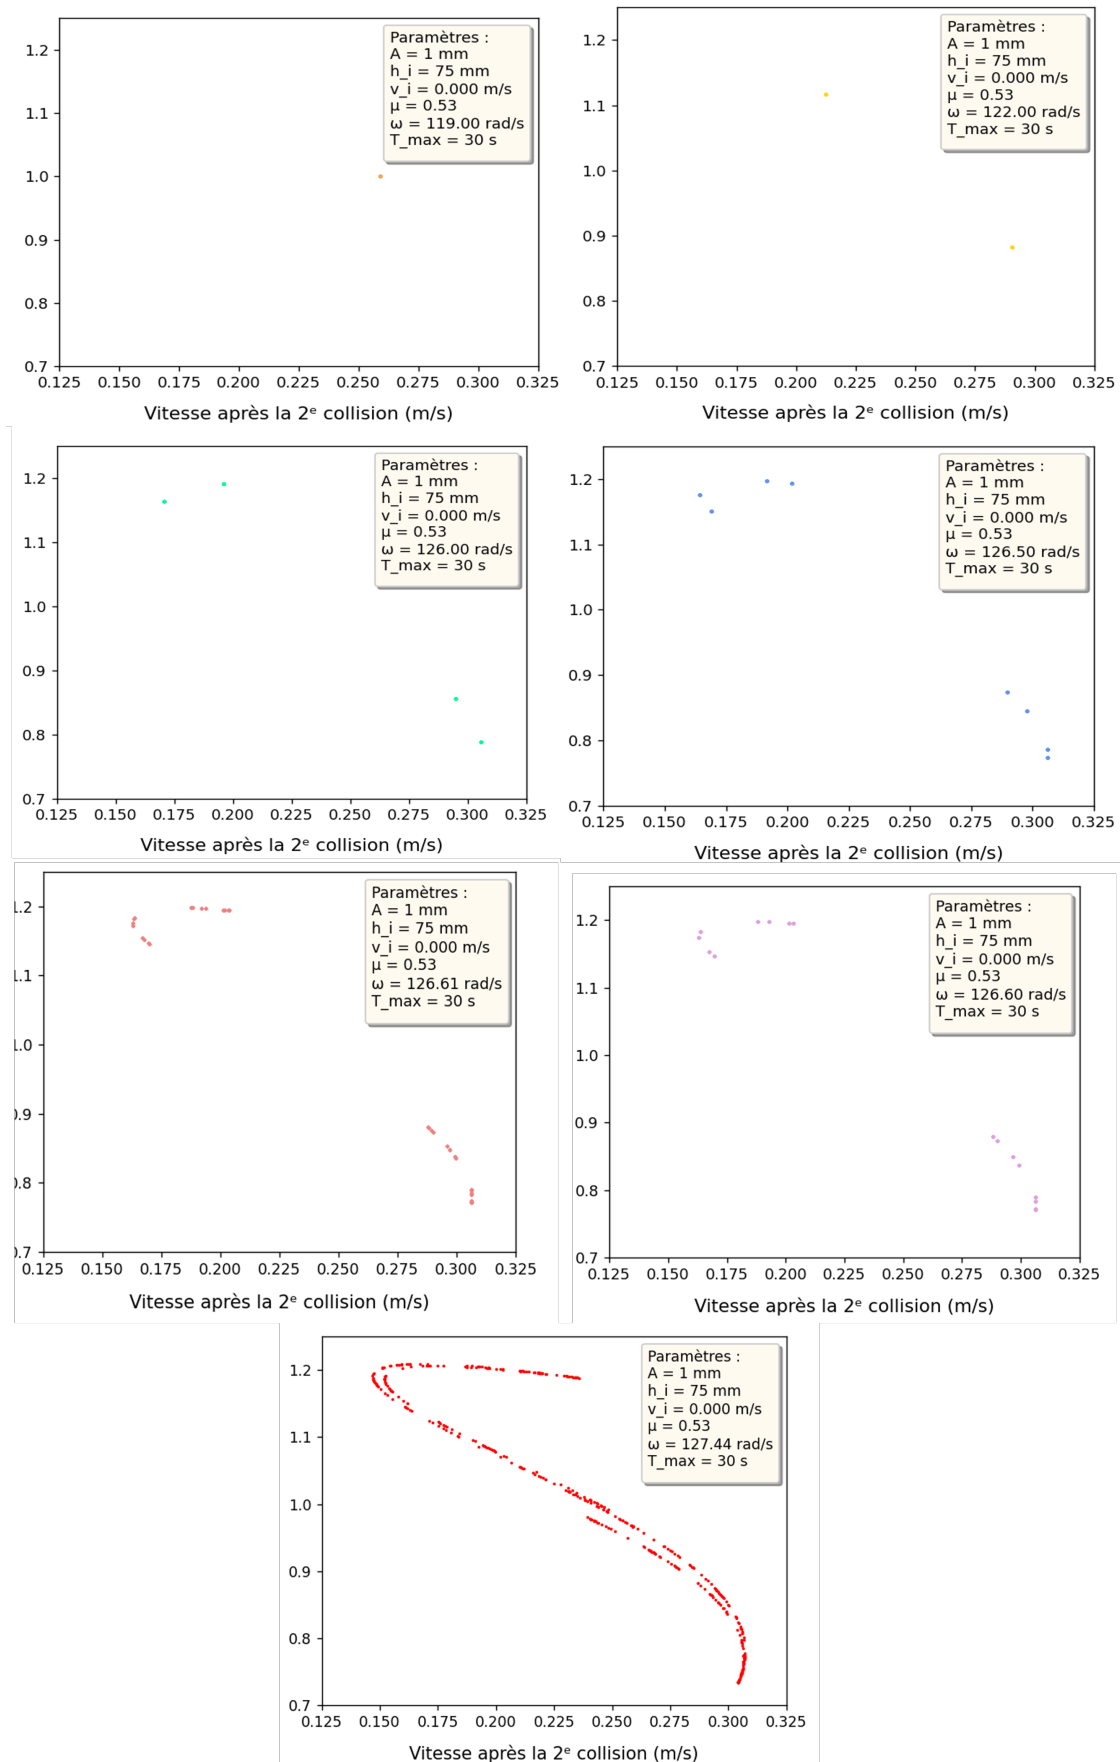 1.2
1.1
1.0
0.9
0.8
0.7
Paramètres :
A = 1 mm
h_i = 75 mm
v_i = 0.000 m/s
μ = 0.53
ω = 119.00 rad/s
T_max = 30 s
0.125 0.150 0.175 0.200 0.225 0.250 0.275 0.300 0.325
Vitesse après la 2ᵉ collision (m/s)
1.2
1.1
1.0
0.9
0.8
0.7
Paramètres :
A = 1 mm
h_i = 75 mm
v_i = 0.000 m/s
μ = 0.53
ω = 122.00 rad/s
T_max = 30 s
0.125 0.150 0.175 0.200 0.225 0.250 0.275 0.300 0.325
Vitesse après la 2ᵉ collision (m/s)
1.2
1.1
1.0
0.9
0.8
0.7
Paramètres :
A = 1 mm
h_i = 75 mm
v_i = 0.000 m/s
μ = 0.53
ω = 126.00 rad/s
T_max = 30 s
0.125 0.150 0.175 0.200 0.225 0.250 0.275 0.300 0.325
Vitesse après la 2ᵉ collision (m/s)
1.2
1.1
1.0
0.9
0.8
0.7
Paramètres :
A = 1 mm
h_i = 75 mm
v_i = 0.000 m/s
μ = 0.53
ω = 126.50 rad/s
T_max = 30 s
0.125 0.150 0.175 0.200 0.225 0.250 0.275 0.300 0.325
Vitesse après la 2ᵉ collision (m/s)
1.2
1.1
1.0
0.9
0.8
0.7
Paramètres :
A = 1 mm
h_i = 75 mm
v_i = 0.000 m/s
μ = 0.53
ω = 126.61 rad/s
T_max = 30 s
0.125 0.150 0.175 0.200 0.225 0.250 0.275 0.300 0.325
Vitesse après la 2ᵉ collision (m/s)
1.2
1.1
1.0
0.9
0.8
0.7
Paramètres :
A = 1 mm
h_i = 75 mm
v_i = 0.000 m/s
μ = 0.53
ω = 126.60 rad/s
T_max = 30 s
0.125 0.150 0.175 0.200 0.225 0.250 0.275 0.300 0.325
Vitesse après la 2ᵉ collision (m/s)
1.2
1.1
1.0
0.9
0.8
0.7
Paramètres :
A = 1 mm
h_i = 75 mm
v_i = 0.000 m/s
μ = 0.53
ω = 127.44 rad/s
T_max = 30 s
0.125 0.150 0.175 0.200 0.225 0.250 0.275 0.300 0.325
Vitesse après la 2ᵉ collision (m/s)